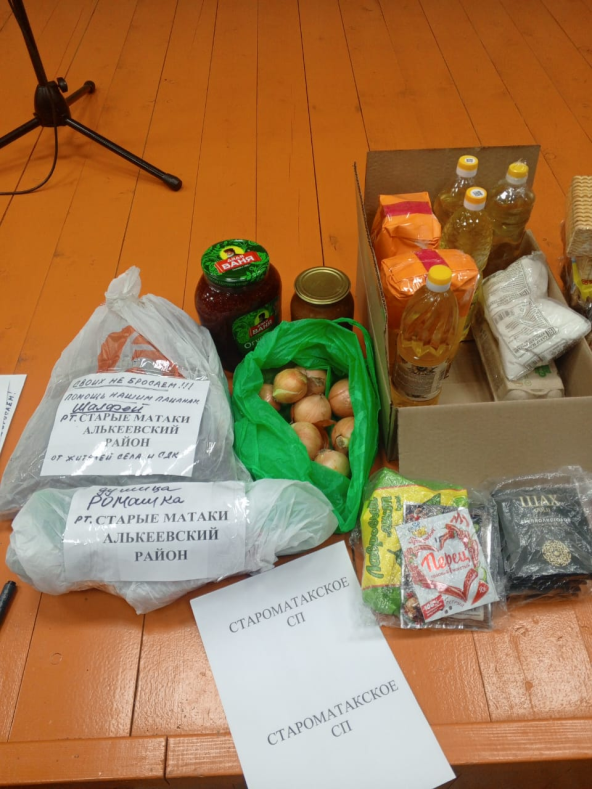 ДЯДЯ
ВАНЯ
ВАНЯ
СВОИХ НЕ БРОСАЕМ!!!
ПОМОЩЬ НАШИМ ПАЦАНАМ
Шалфей
РТ. СТАРЫЕ МАТАКИ
АЛЬКЕЕВСКИЙ
РАЙОН
ОТ ЖИТЕЛЕЙ СЕЛА И СДК
душица
РОМАШКА
РТ. СТАРЫЕ МАТАКИ
АЛЬКЕЕВСКИЙ
РАЙОН
Перец
ШАХ
СТАРОМАТАКСКОЕ
СП
СТАРОМАТАКСКОЕ
СП